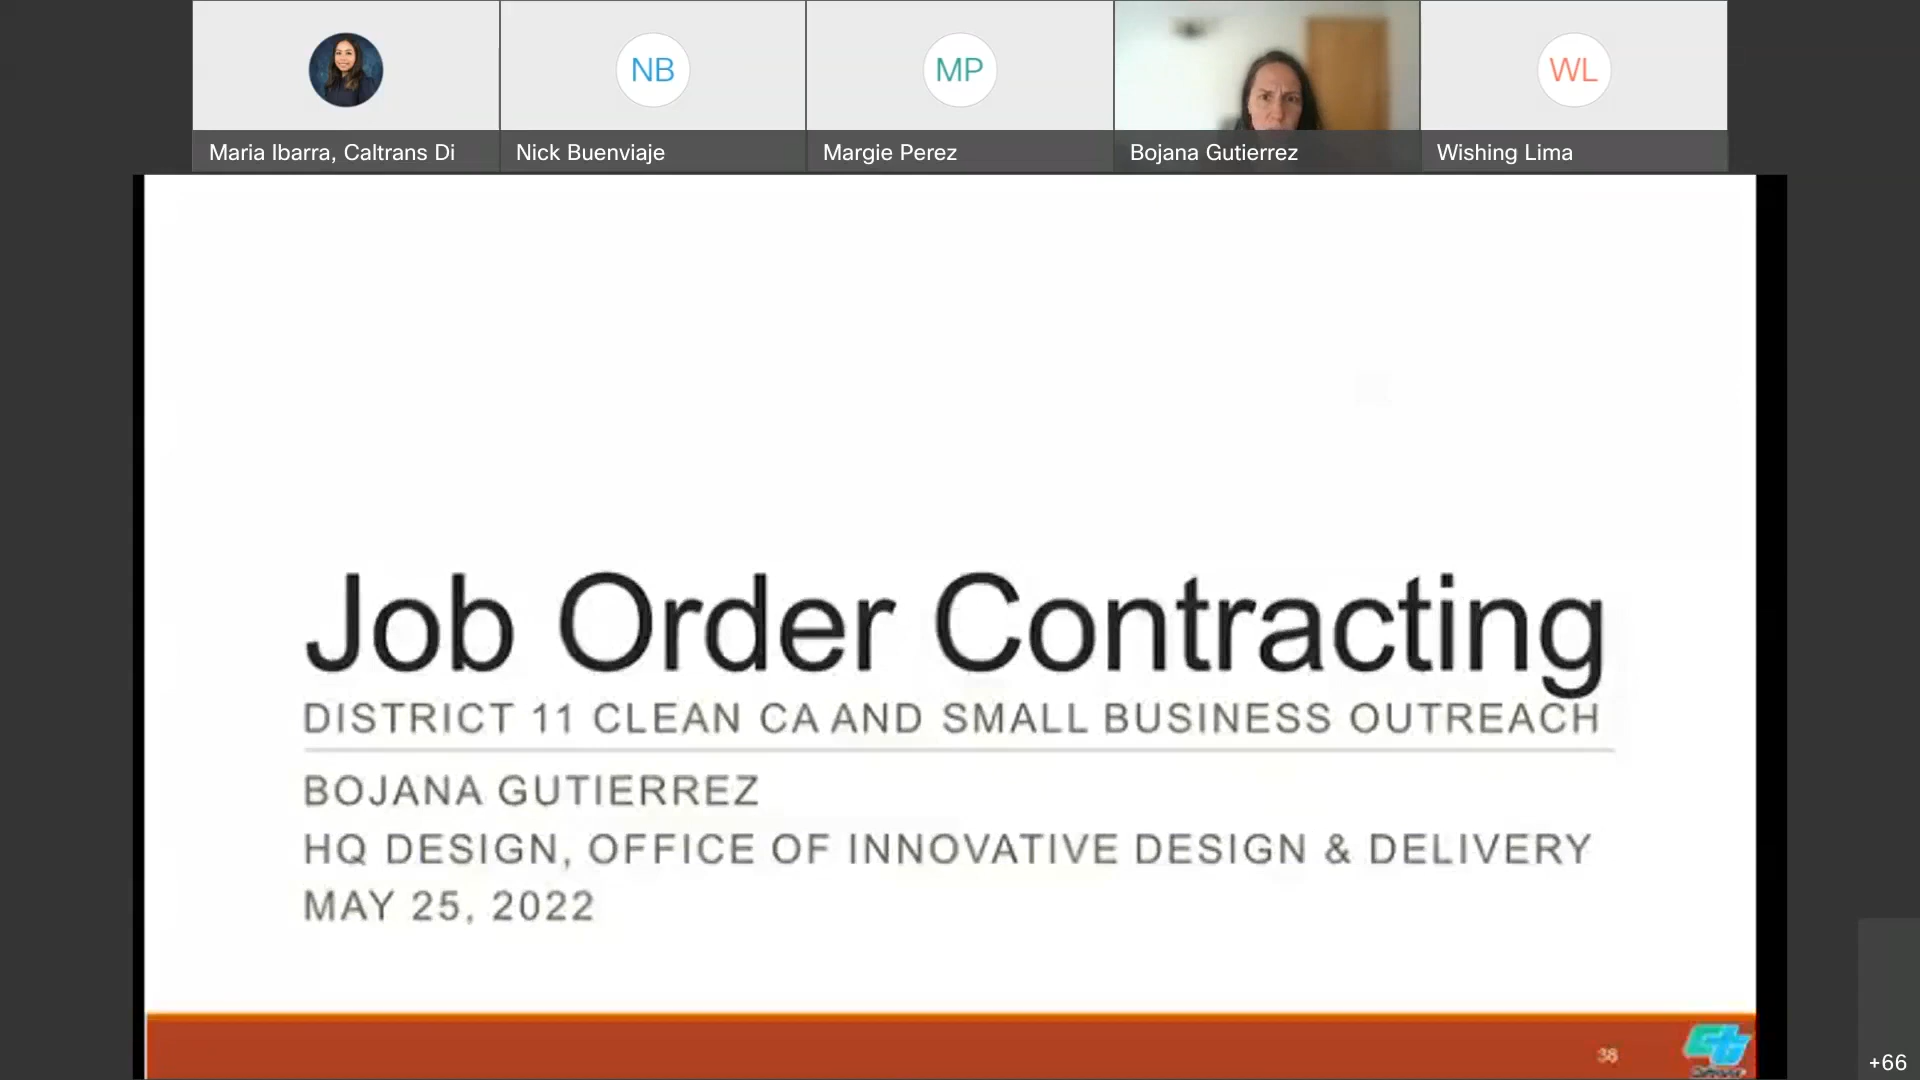 NB
MP
WL
Maria Ibarra, Caltrans Di
Nick Buenviaje
Margie Perez
Bojana Gutierrez
Wishing Lima
Job Order Contracting
DISTRICT 11 CLEAN CA AND SMALL BUSINESS OUTREACH
BOJANA GUTIERREZ
HQ DESIGN, OFFICE OF INNOVATIVE DESIGN & DELIVERY
MAY 25, 2022
38
+66